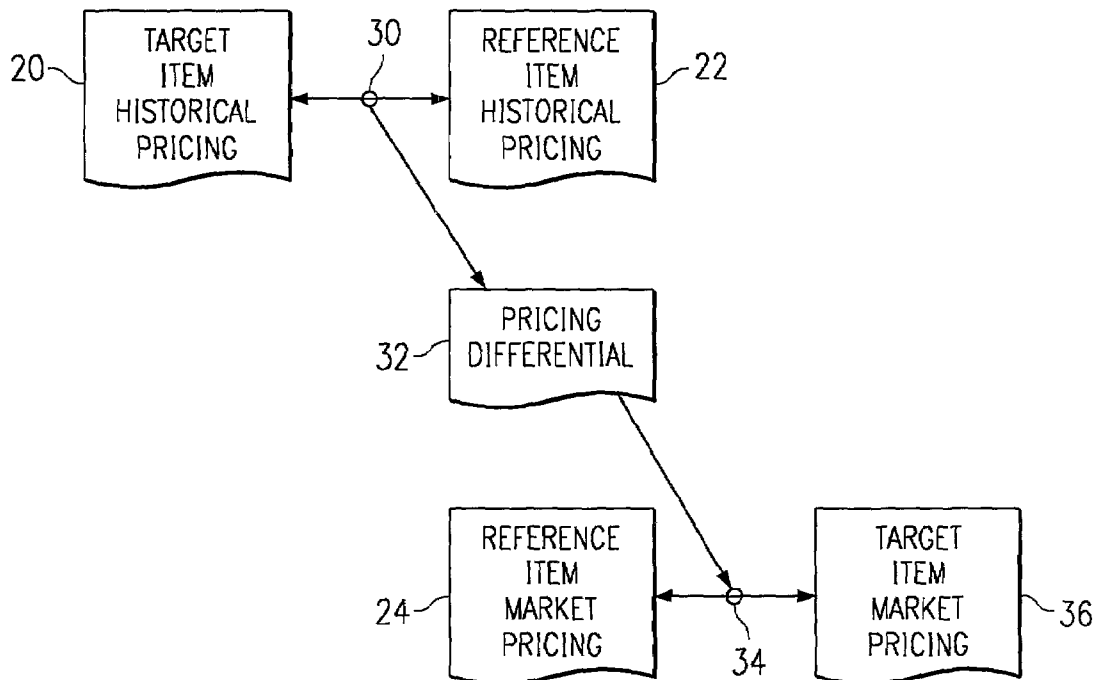 20
TARGET
ITEM
HISTORICAL
PRICING
30
REFERENCE
ITEM
HISTORICAL
PRICING
22
32
PRICING
DIFFERENTIAL
24
REFERENCE
ITEM
MARKET
PRICING
34
TARGET
ITEM
MARKET
PRICING
36